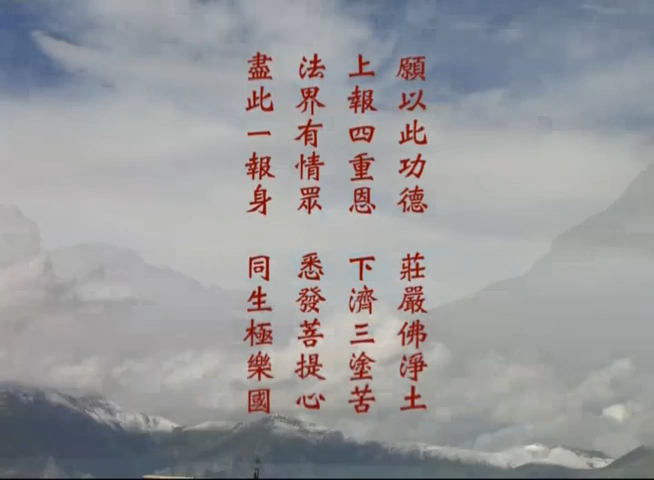 願以此功德 莊嚴佛淨土
上報四重恩 下濟三塗苦
法界有情眾 悉發菩提心
盡此一報身 同生極樂國